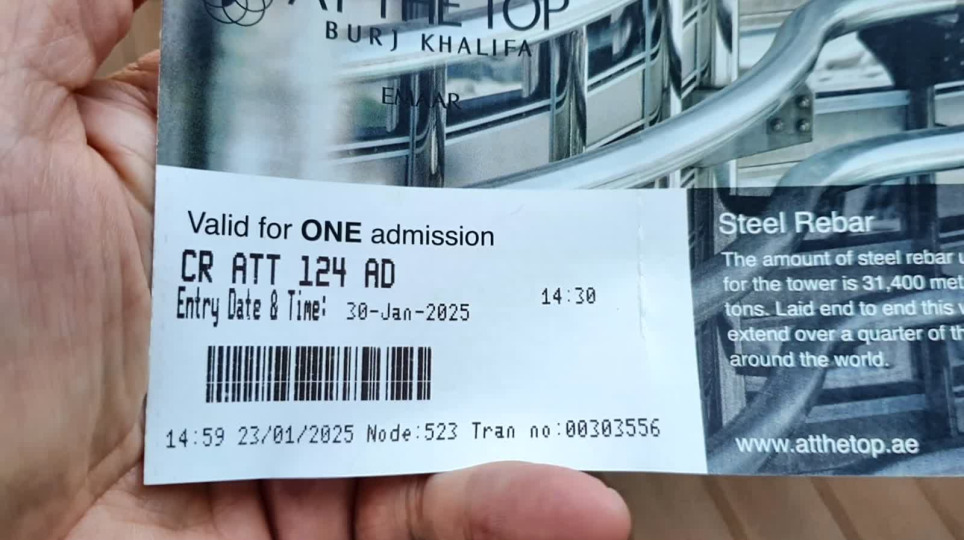 AT THE TOP
BURJ KHALIFA
EMAAR
Valid for ONE admission
CR ATT 124 AD
Entry Date & Time: 30-Jan-2025 14:30
14:59 23/01/2025 Node:523 Tran no:00303556
Steel Rebar
The amount of steel rebar
for the tower is 31,400
tons. Laid end to end this
extend over a quarter of
around the world.
www.atthetop.ae